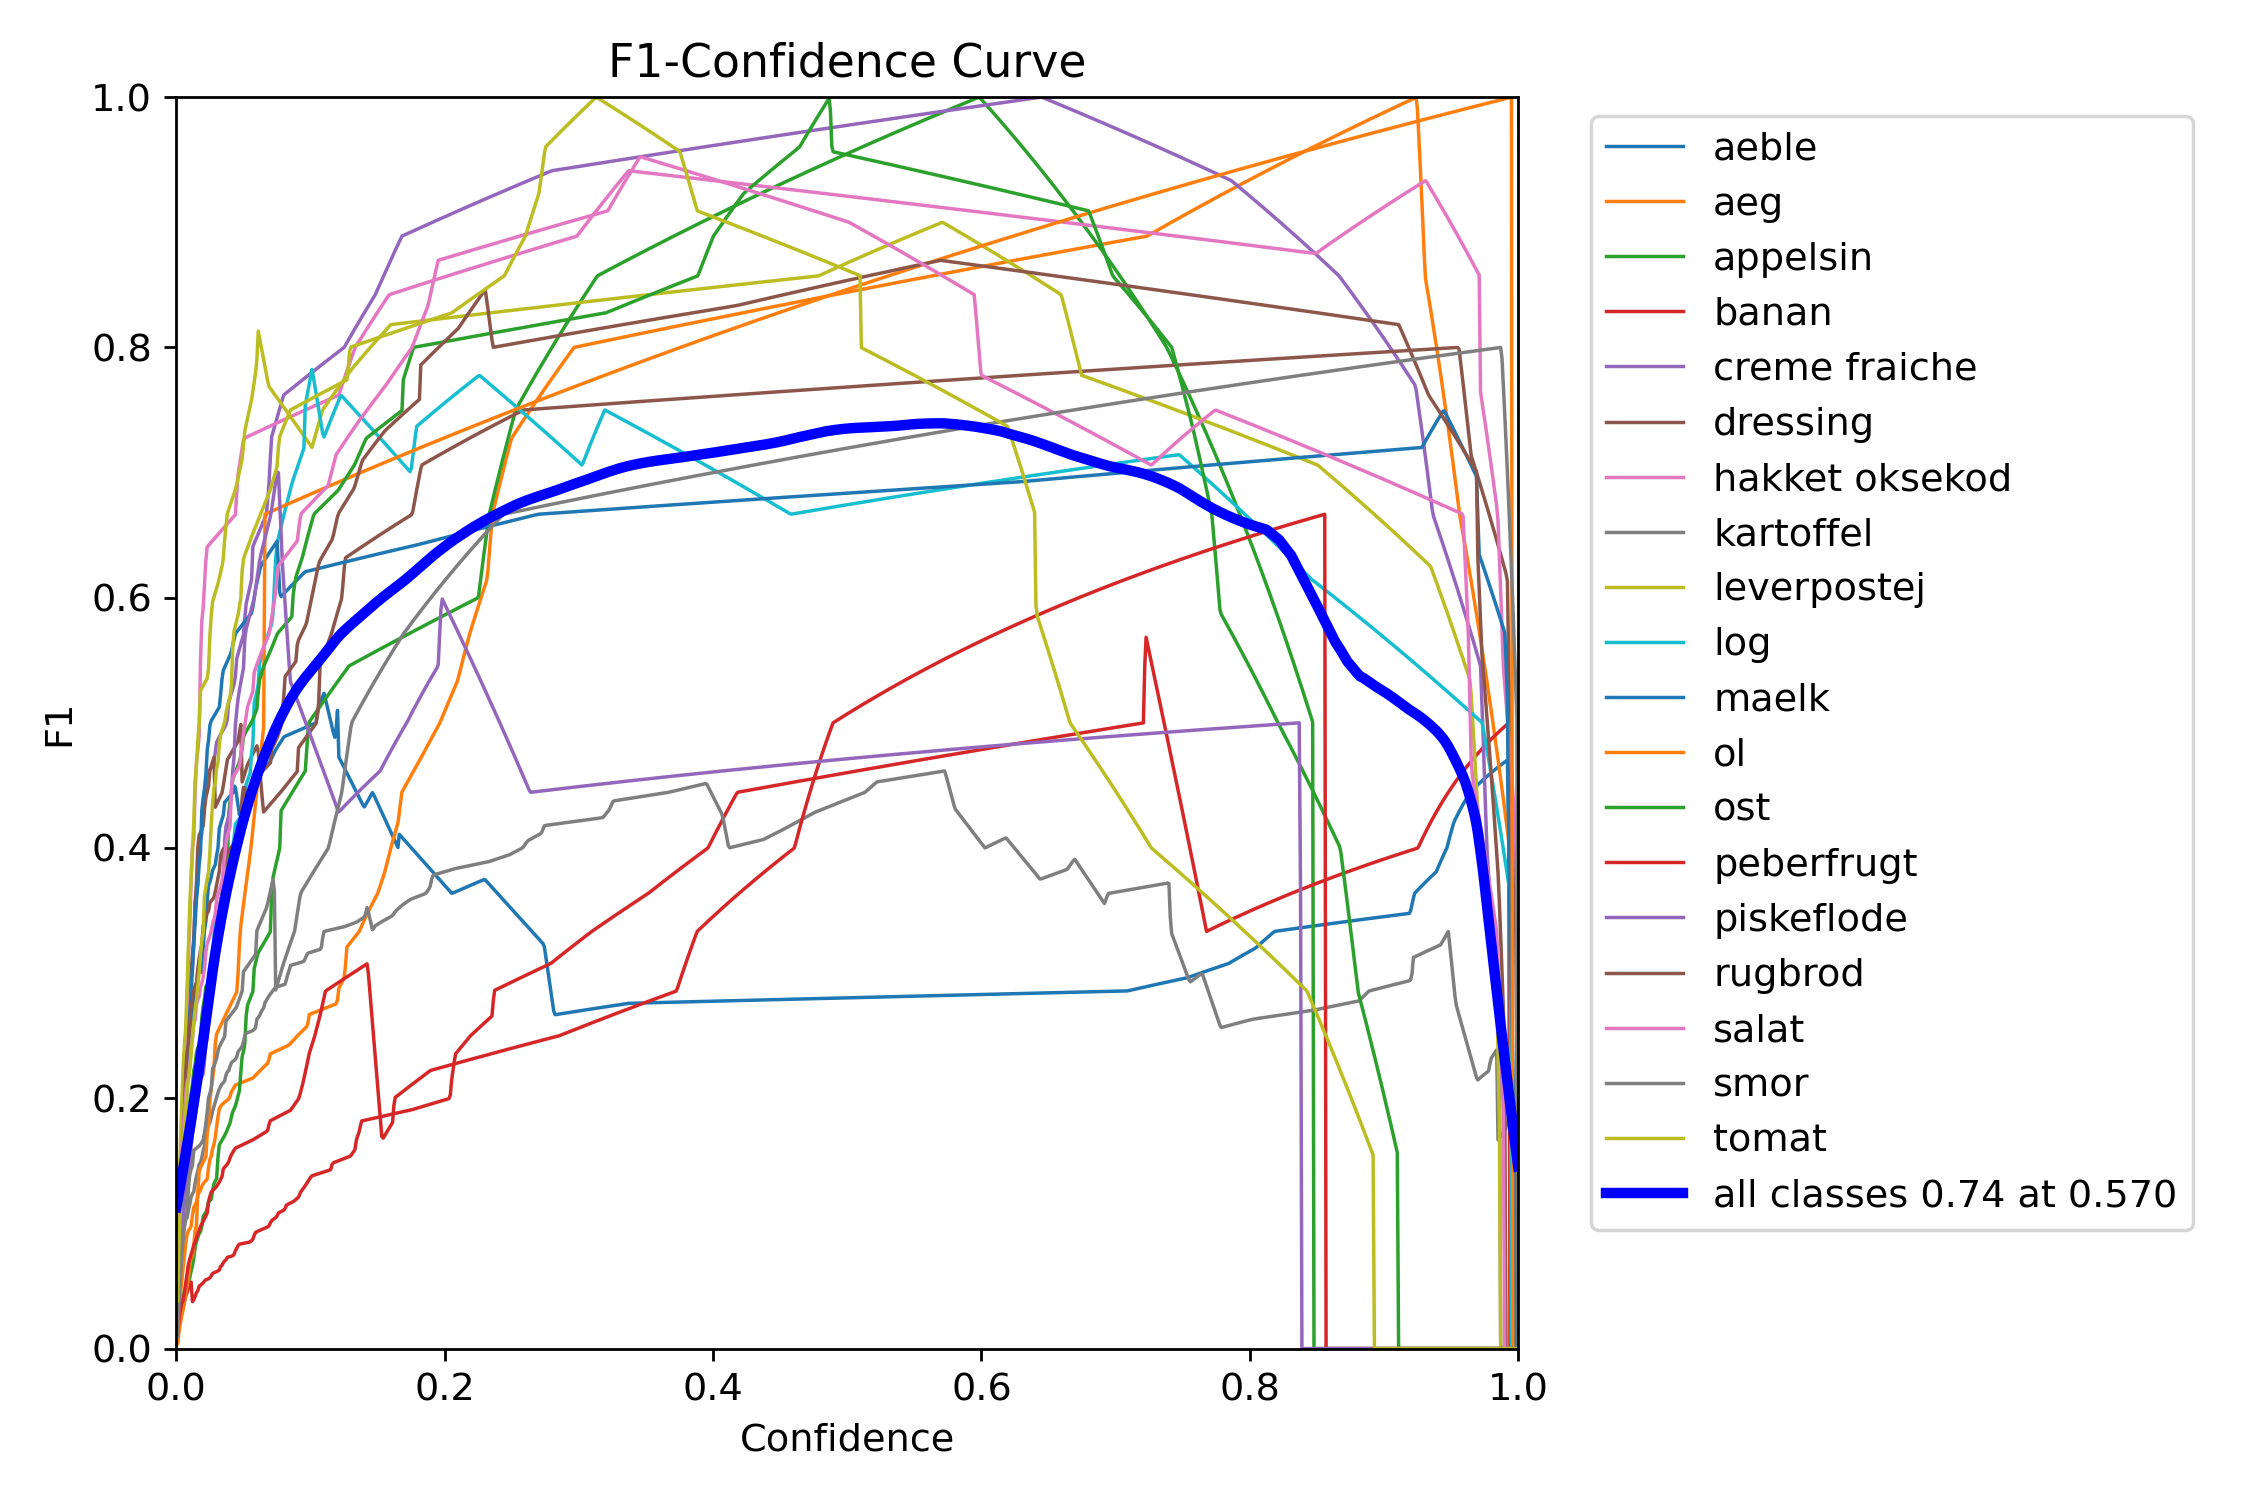 F1-Confidence Curve
1.0
0.8
0.6
0.4
0.2
0.0
F1
0.0 0.2 0.4 0.6 0.8 1.0
Confidence
aeble
aeg
appelsin
banan
creme fraiche
dressing
hakket oksekod
kartoffel
leverpostej
log
maelk
ol
ost
peberfrugt
piskeflode
rugbrod
salat
smor
tomat
all classes 0.74 at 0.570